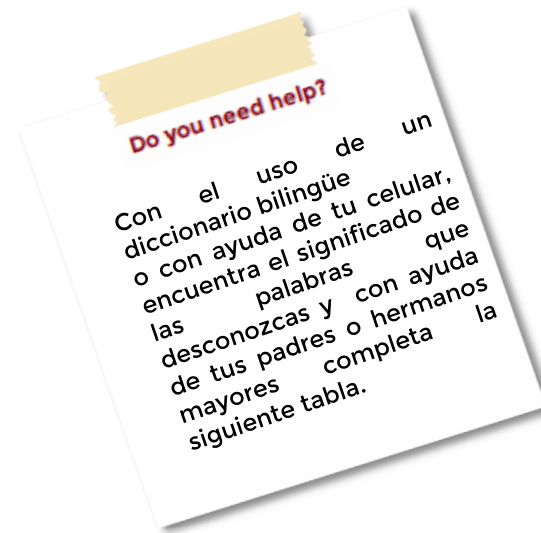 Do you need help?
Con el uso de un
diccionario bilingüe
o con ayuda de tu celular,
encuentra el significado de
las palabras que
desconozcas y con ayuda
de tus padres o hermanos
mayores completa la
siguiente tabla.